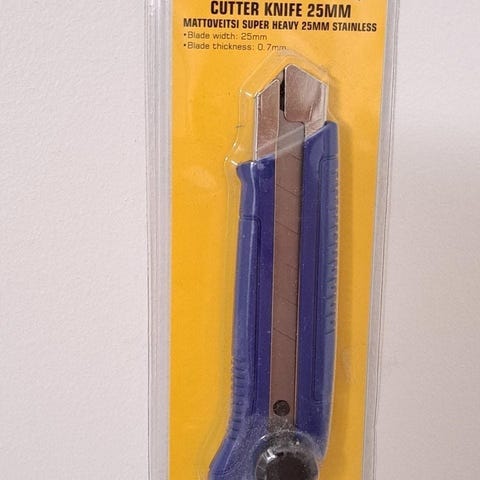 CUTTER KNIFE 25MM
MATTOVEITSI SUPER HEAVY 25MM STAINLESS
•Blade width: 25mm
•Blade thickness: 0.7mm